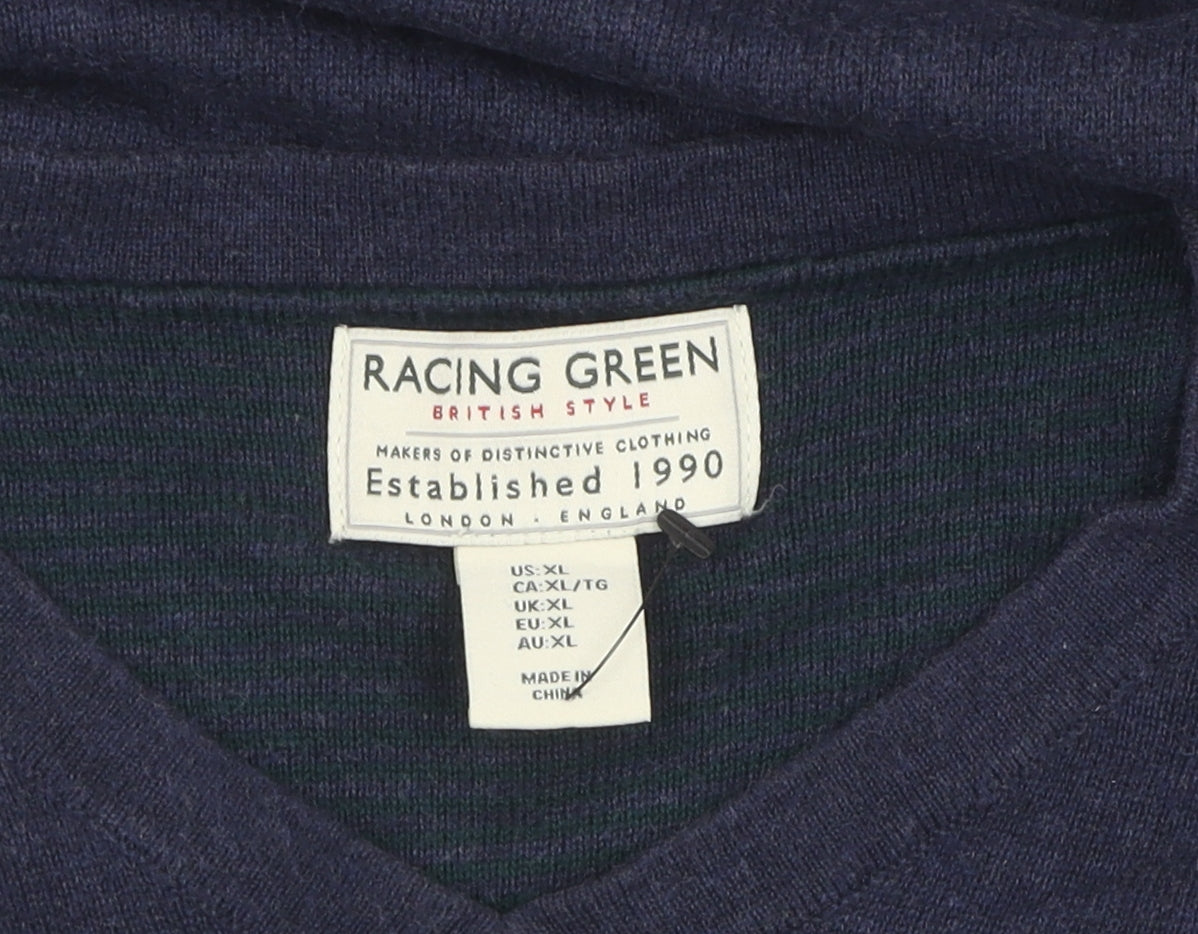 RACING GREEN
BRITISH STYLE
MAKERS OF DISTINCTIVE CLOTHING
Established 1990
LONDON . ENGLAND
US:XL
CA:XL/TG
UK:XL
EU:XL
AU:XL
MADE IN
CHINA